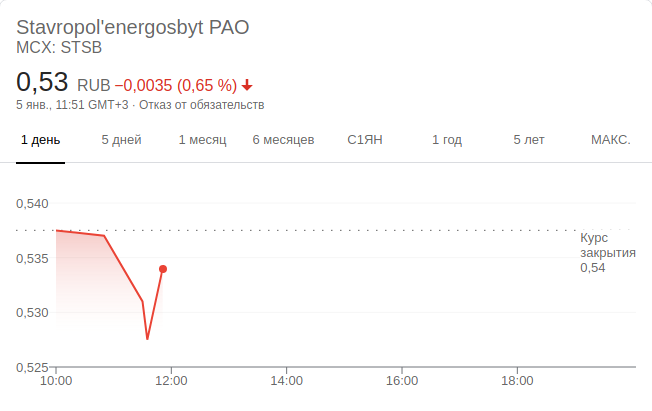 Stavropol'energosbyt PAO
MCX: STSB
0,53 RUB −0,0035 (0,65 %)
5 янв., 11:51 GMT+3 · Отказ от обязательств
1 день 5 дней 1 месяц 6 месяцев С1ЯН 1 год 5 лет МАКС.
0,540
Курс
закрытия
0,535
0,54
0,530
0,525
10:00 12:00 14:00 16:00 18:00